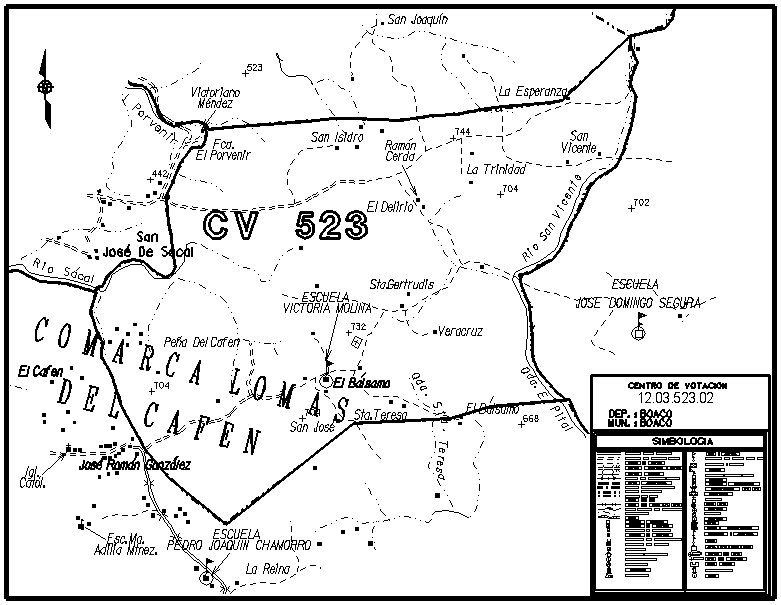 San Joaquin
523
Victoriano
Méndez
La Esperanza
Porvenir
Fca.
El Porvenir
San Isidro
Ramón
Cerda
744
San
Vicente
La Trinidad
442
704
702
El Delirio
CV 523
San
José De Sacal
Río San Vicente
Río Sacal
Sta.Gertrudis
ESCUELA
VICTORIA MOLINA
ESCUELA
JOSE DOMINGO SEGURA
732
Veracruz
Peña Del Cafen
COMARCA LOMAS
DEL CAFEN
El Cafen
704
El Bálsamo
Qda. El Pital
Qda. Sta. Teresa
Sta.Teresa
El Bálsamo
San José
668
José Román González
Igl.
Catol.
Esc.Ma.
Adilia Mtnez.
ESCUELA
PEDRO JOAQUIN CHAMORRO
La Reina
CENTRO DE VOTACION
12.03.523.02
DEP. : BOACO
MUN. : BOACO
SIMBOLOGIA